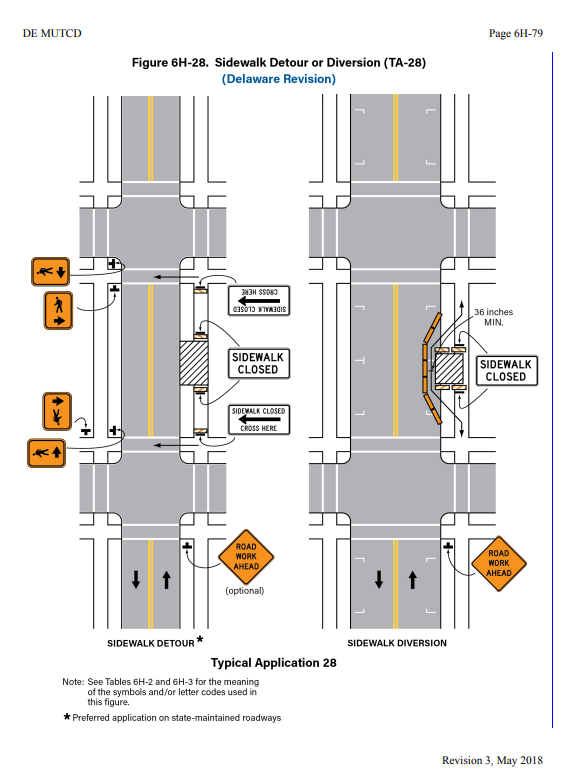 DE MUTCD
Page 6H-79
Figure 6H-28. Sidewalk Detour or Diversion (TA-28)
(Delaware Revision)
SIDEWALK CLOSED
CROSS HERE
36 inches
MIN.
SIDEWALK
CLOSED
SIDEWALK
CLOSED
SIDEWALK CLOSED
CROSS HERE
ROAD
WORK
AHEAD
(optional)
ROAD
WORK
AHEAD
SIDEWALK DETOUR *
SIDEWALK DIVERSION
Typical Application 28
Note: See Tables 6H-2 and 6H-3 for the meaning
of the symbols and/or letter codes used in
this figure.
* Preferred application on state-maintained roadways
Revision 3, May 2018